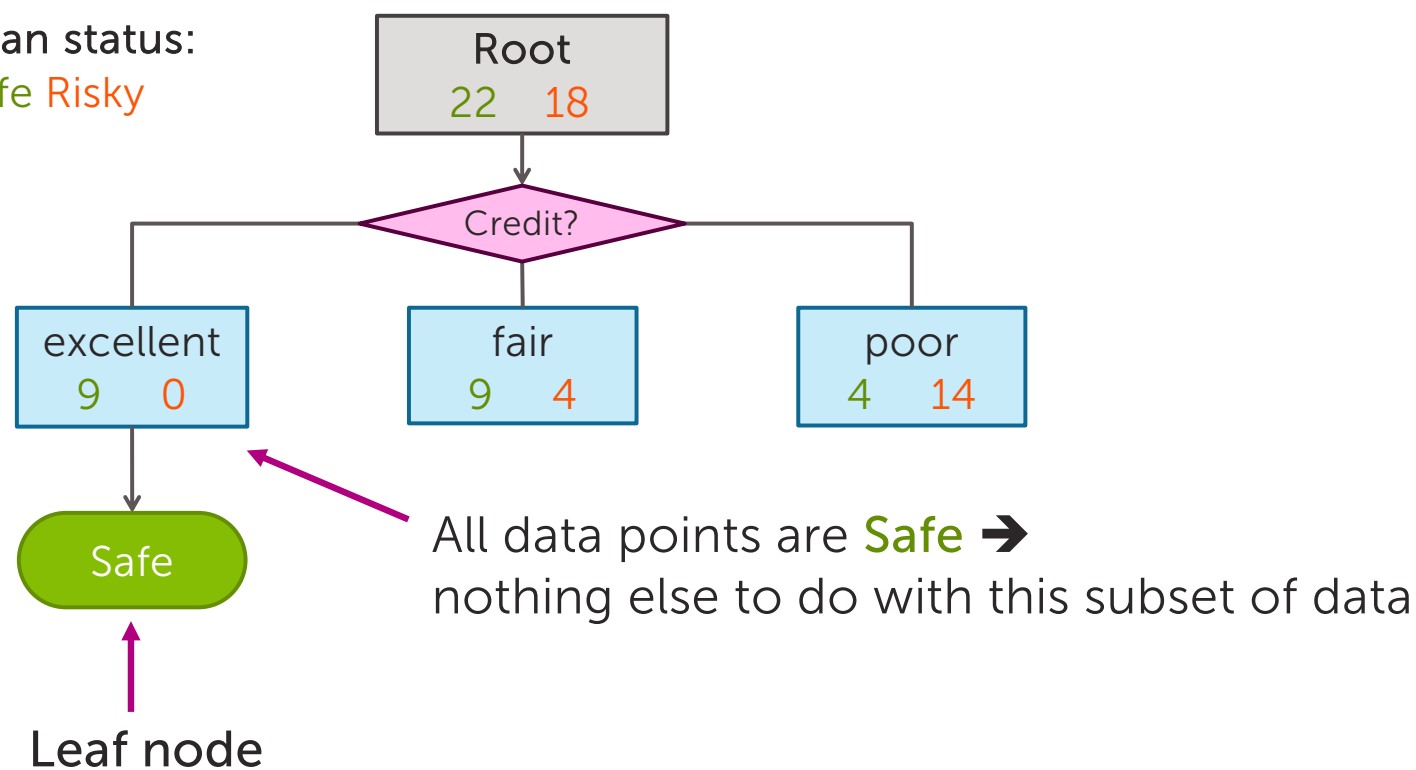 an status:
fe Risky
Root
22 18
Credit?
excellent
9 0
fair
9 4
poor
4 14
Safe
All data points are Safe ➔
nothing else to do with this subset of data
Leaf node